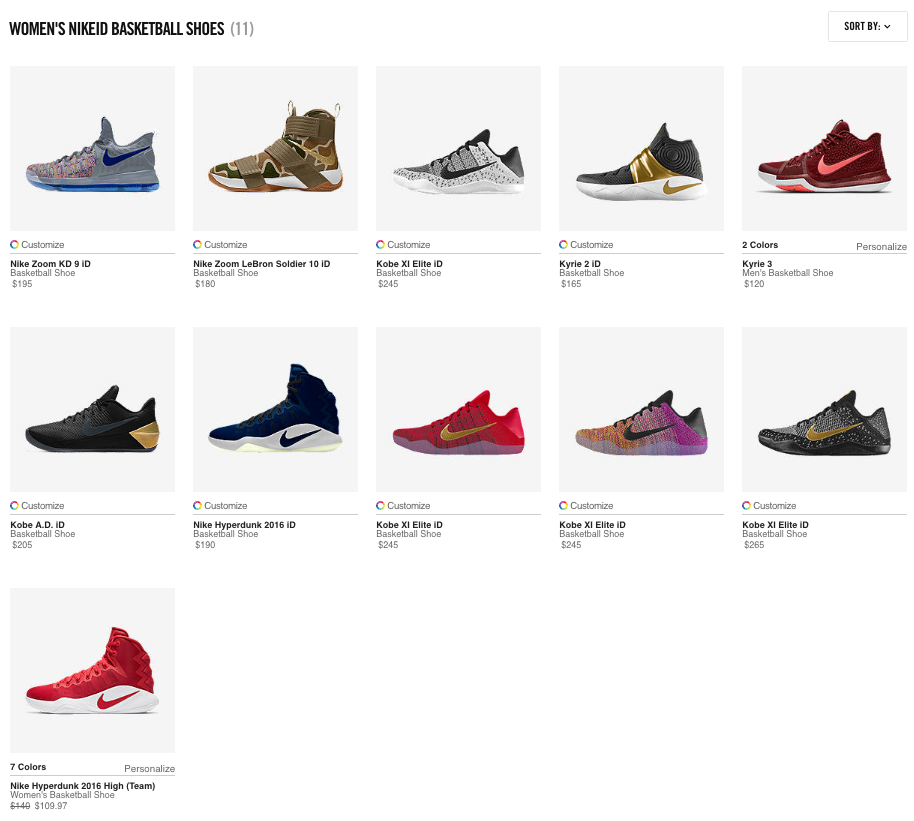 WOMEN'S NIKEID BASKETBALL SHOES (11)
SORT BY:
Customize
Nike Zoom KD 9 iD
Basketball Shoe
$195
Customize
Nike Zoom LeBron Soldier 10 iD
Basketball Shoe
$180
Customize
Kobe XI Elite iD
Basketball Shoe
$245
Customize
Kyrie 2 iD
Basketball Shoe
$165
2 Colors Personalize
Kyrie 3
Men's Basketball Shoe
$120
Customize
Kobe A.D. iD
Basketball Shoe
$205
Customize
Nike Hyperdunk 2016 iD
Basketball Shoe
$190
Customize
Kobe XI Elite iD
Basketball Shoe
$245
Customize
Kobe XI Elite iD
Basketball Shoe
$245
Customize
Kobe XI Elite iD
Basketball Shoe
$265
7 Colors Personalize
Nike Hyperdunk 2016 High (Team)
Women's Basketball Shoe
$140 $109.97